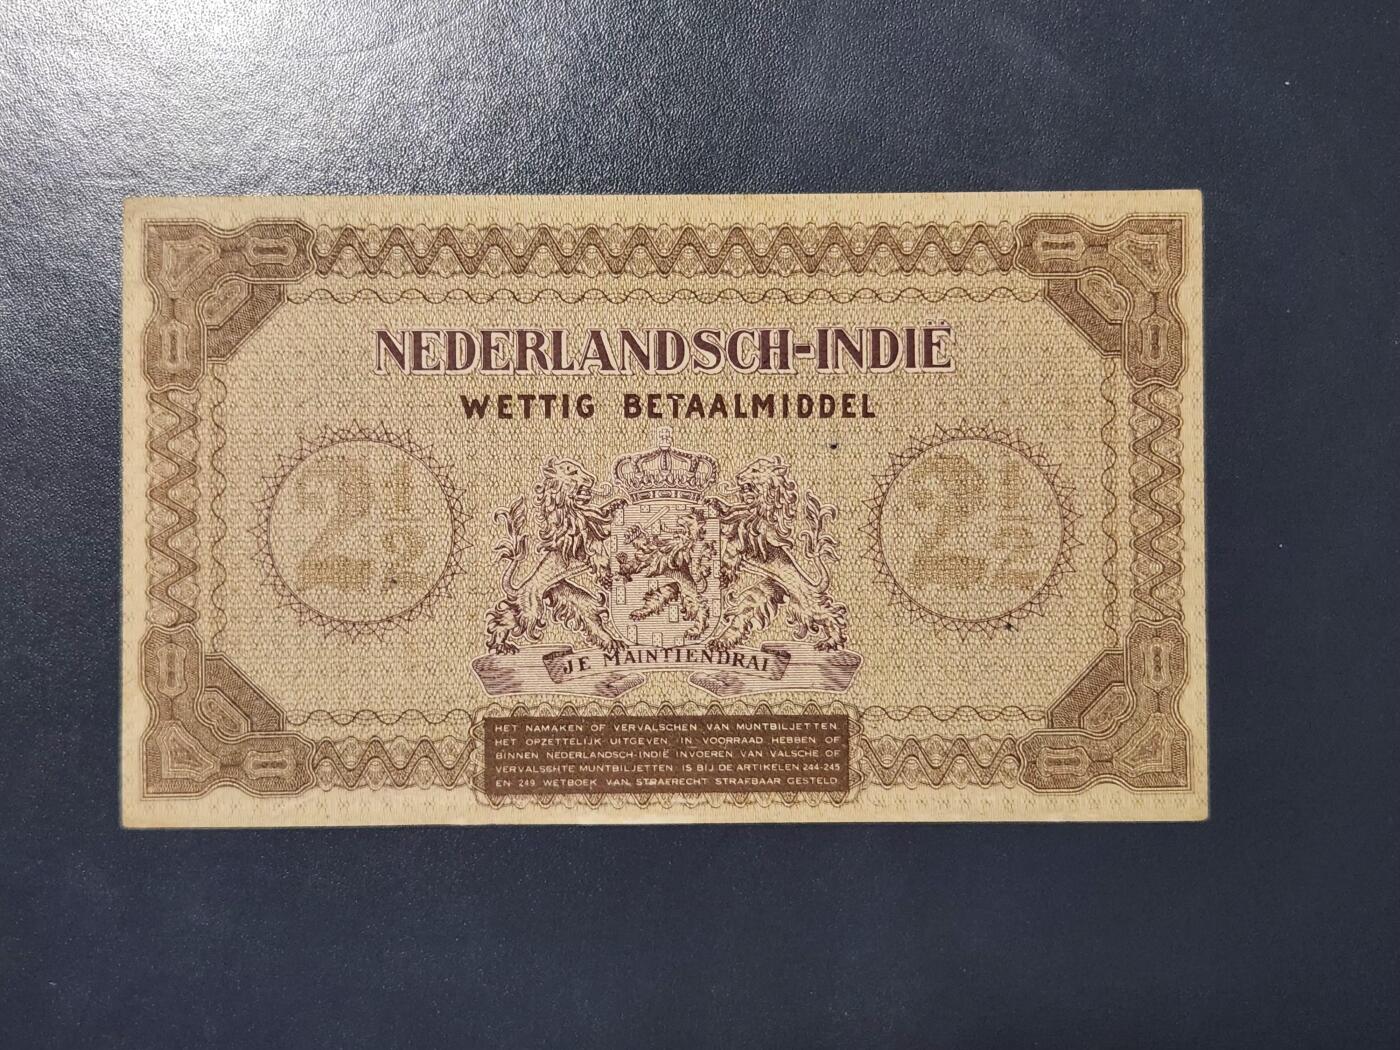 NEDERLANDSCH-INDIË
WETTIG BETAALMIDDEL
2½ 2½
JE MAINTIENDRAI
HET NAMAKEN OF VERVALSCHEN VAN MUNTBILJETTEN
HET OPZETTELIJK UITGEVEN, IN VOORRAAD HEBBEN OF
BINNEN NEDERLANDSCH-INDIË INVOEREN VAN VALSCHE OF
VERVALSCHTE MUNTBILJETTEN IS BIJ DE ARTIKELEN 244-245
EN 249 WETBOEK VAN STRAFRECHT STRAFBAAR GESTELD